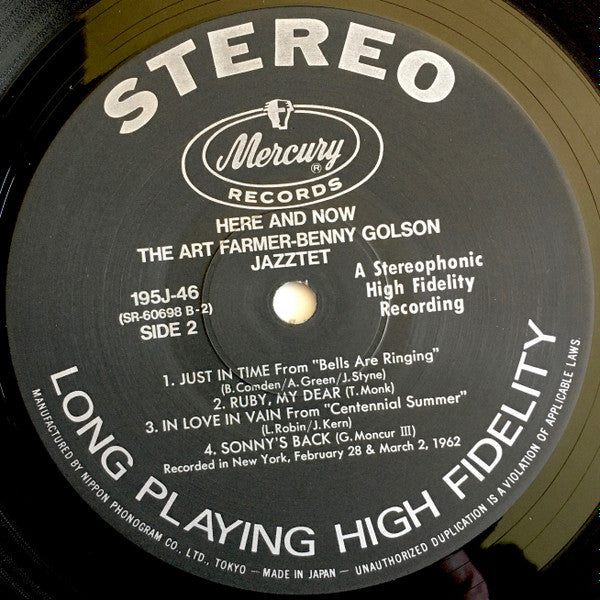 STEREO
Mercury
®
RECORDS
HERE AND NOW
THE ART FARMER-BENNY GOLSON
JAZZTET
195J-46
(SR-60698 B-2)
SIDE 2
A Stereophonic
High Fidelity
Recording
1. JUST IN TIME From "Bells Are Ringing"
(B. Comden/A. Green/J. Styne)
2. RUBY, MY DEAR (T. Monk)
3. IN LOVE IN VAIN From "Centennial Summer"
(L. Robin/J. Kern)
4. SONNY'S BACK (G. Moncur III)
Recorded in New York, February 28 & March 2, 1962
LONG PLAYING HIGH FIDELITY
MANUFACTURED BY NIPPON PHONOGRAM CO., LTD., TOKYO — MADE IN JAPAN — UNAUTHORIZED DUPLICATION IS A VIOLATION OF APPLICABLE LAWS